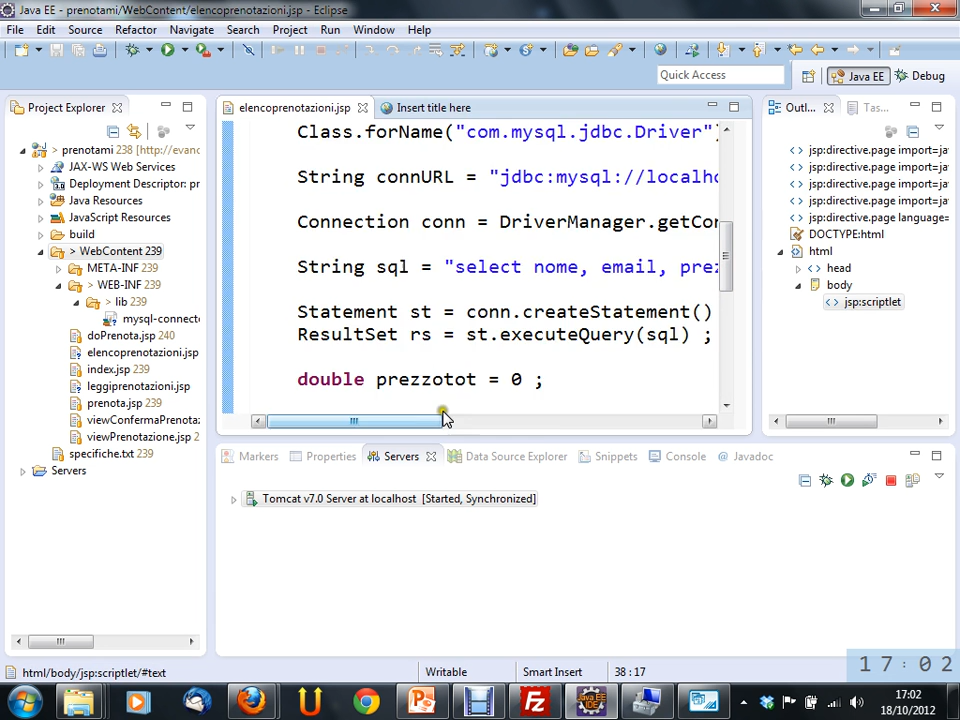 Java EE - prenotami/WebContent/elencoprenotazioni.jsp - Eclipse
File Edit Source Refactor Navigate Search Project Run Window Help
Quick Access
Java EE
Debug
Project Explorer
elencoprenotazioni.jsp
Insert title here
Outl...
Tas...
> prenotami 238 [http://evanc
JAX-WS Web Services
Deployment Descriptor: pr
Java Resources
JavaScript Resources
build
> WebContent 239
META-INF 239
> WEB-INF 239
> lib 239
mysql-connecto
doPrenota.jsp 240
elencoprenotazioni.jsp
index.jsp 239
leggiprenotazioni.jsp
prenota.jsp 239
viewConfermaPrenota
viewPrenotazione.jsp 2
specifiche.txt 239
Servers
Class.forName("com.mysql.jdbc.Driver")
String connURL = "jdbc:mysql://localho
Connection conn = DriverManager.getCon
String sql = "select nome, email, prez
Statement st = conn.createStatement()
ResultSet rs = st.executeQuery(sql) ;
double prezzotot = 0 ;
jsp:directive.page import=ja
jsp:directive.page import=ja
jsp:directive.page import=ja
jsp:directive.page import=ja
jsp:directive.page language=
DOCTYPE:html
html
head
body
jsp:scriptlet
Markers
Properties
Servers
Data Source Explorer
Snippets
Console
Javadoc
Tomcat v7.0 Server at localhost [Started, Synchronized]
html/body/jsp:scriptlet/#text
Writable
Smart Insert
38 : 17
17:02
17:02
18/10/2012